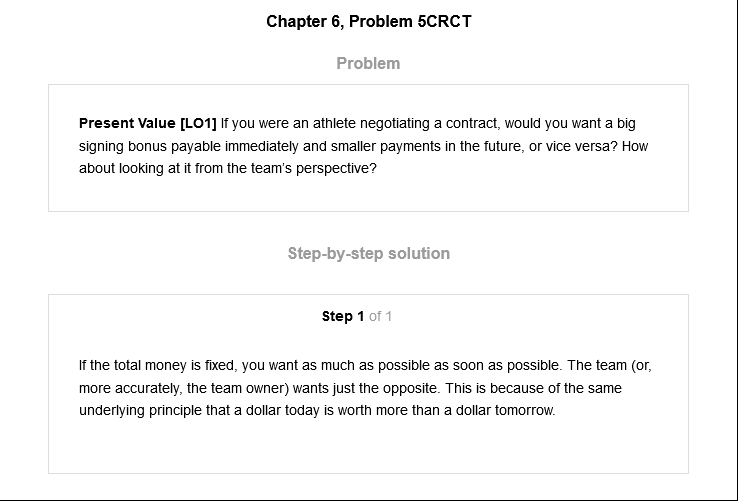 Chapter 6, Problem 5CRCT
Problem
Present Value [LO1] If you were an athlete negotiating a contract, would you want a big
signing bonus payable immediately and smaller payments in the future, or vice versa? How
about looking at it from the team's perspective?
Step-by-step solution
Step 1 of 1
If the total money is fixed, you want as much as possible as soon as possible. The team (or,
more accurately, the team owner) wants just the opposite. This is because of the same
underlying principle that a dollar today is worth more than a dollar tomorrow.